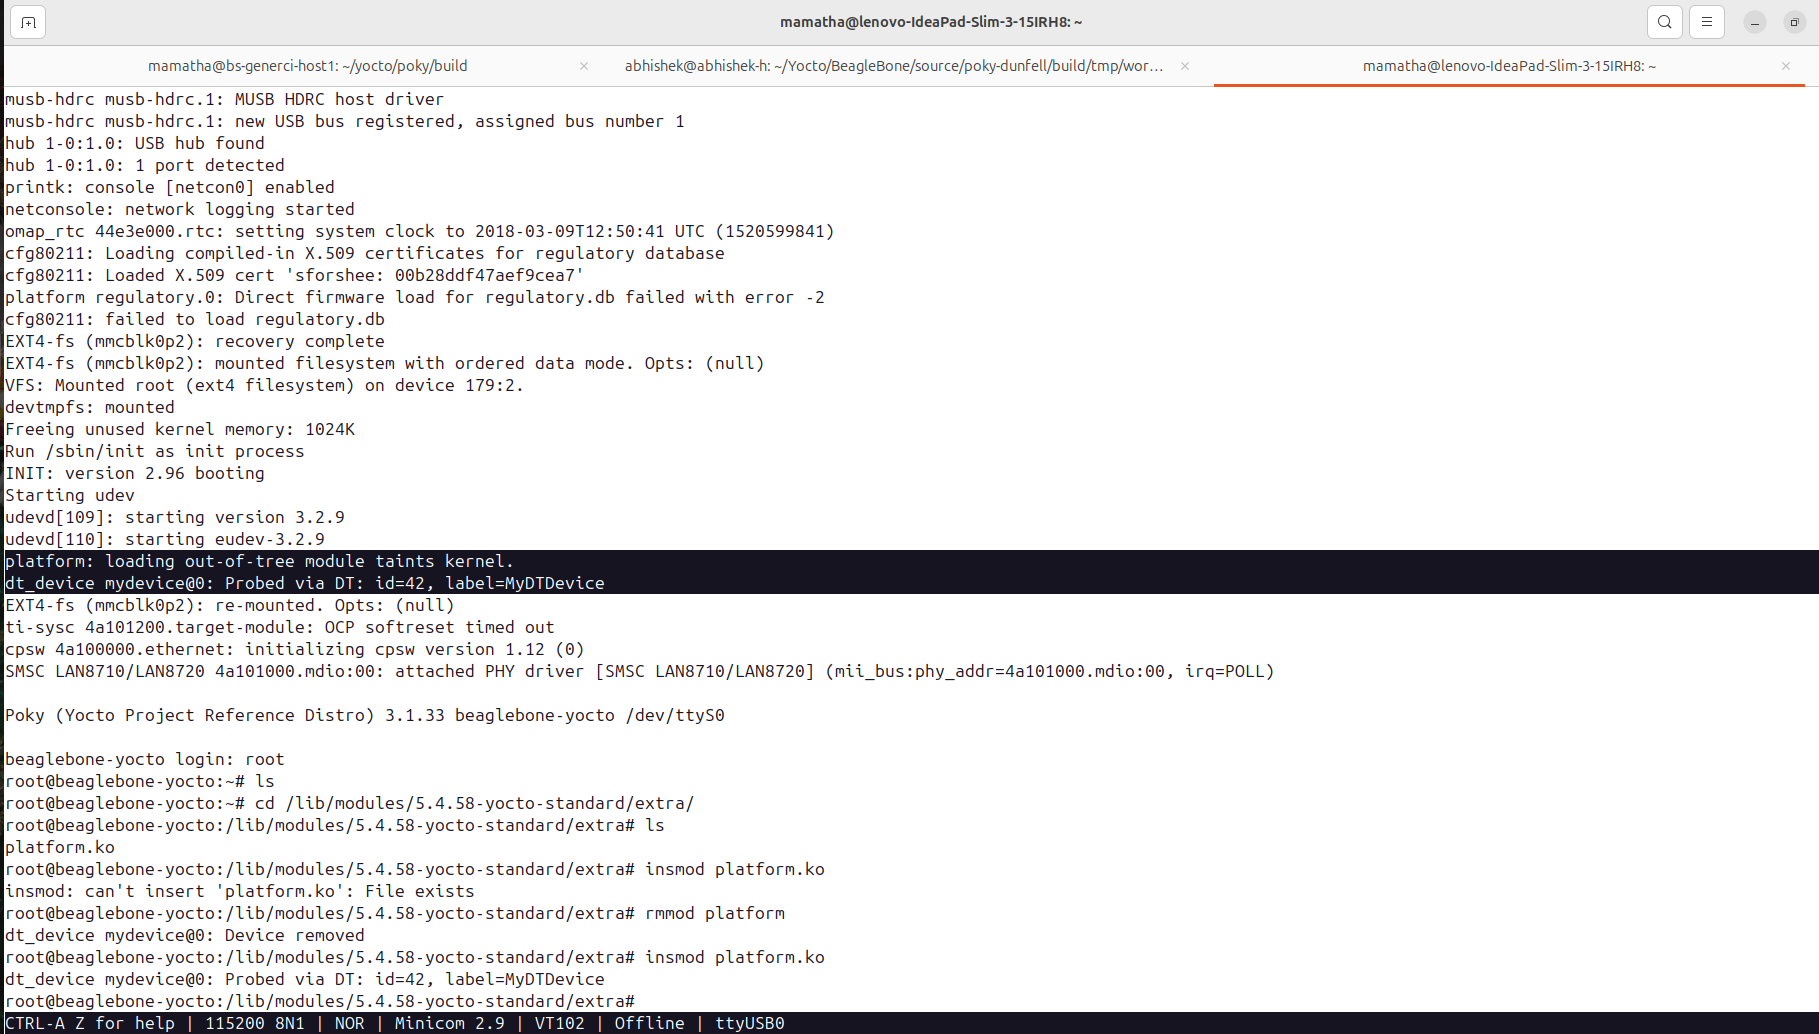 mamatha@lenovo-IdeaPad-Slim-3-15IRH8: ~
mamatha@bs-generci-host1: ~/yocto/poky/build
abhishek@abhishek-h: ~/Yocto/BeagleBone/source/poky-dunfell/build/tmp/wor...
mamatha@lenovo-IdeaPad-Slim-3-15IRH8: ~
musb-hdrc musb-hdrc.1: MUSB HDRC host driver
musb-hdrc musb-hdrc.1: new USB bus registered, assigned bus number 1
hub 1-0:1.0: USB hub found
hub 1-0:1.0: 1 port detected
printk: console [netcon0] enabled
netconsole: network logging started
omap_rtc 44e3e000.rtc: setting system clock to 2018-03-09T12:50:41 UTC (1520599841)
cfg80211: Loading compiled-in X.509 certificates for regulatory database
cfg80211: Loaded X.509 cert 'sforshee: 00b28ddf47aef9cea7'
platform regulatory.0: Direct firmware load for regulatory.db failed with error -2
cfg80211: failed to load regulatory.db
EXT4-fs (mmcblk0p2): recovery complete
EXT4-fs (mmcblk0p2): mounted filesystem with ordered data mode. Opts: (null)
VFS: Mounted root (ext4 filesystem) on device 179:2.
devtmpfs: mounted
Freeing unused kernel memory: 1024K
Run /sbin/init as init process
INIT: version 2.96 booting
Starting udev
udevd[109]: starting version 3.2.9
udevd[110]: starting eudev-3.2.9
platform: loading out-of-tree module taints kernel.
dt_device mydevice@0: Probed via DT: id=42, label=MyDTDevice
EXT4-fs (mmcblk0p2): re-mounted. Opts: (null)
ti-sysc 4a101200.target-module: OCP softreset timed out
cpsw 4a100000.ethernet: initializing cpsw version 1.12 (0)
SMSC LAN8710/LAN8720 4a101000.mdio:00: attached PHY driver [SMSC LAN8710/LAN8720] (mii_bus:phy_addr=4a101000.mdio:00, irq=POLL)
Poky (Yocto Project Reference Distro) 3.1.33 beaglebone-yocto /dev/ttyS0
beaglebone-yocto login: root
root@beaglebone-yocto:~# ls
root@beaglebone-yocto:~# cd /lib/modules/5.4.58-yocto-standard/extra/
root@beaglebone-yocto:/lib/modules/5.4.58-yocto-standard/extra# ls
platform.ko
root@beaglebone-yocto:/lib/modules/5.4.58-yocto-standard/extra# insmod platform.ko
insmod: can't insert 'platform.ko': File exists
root@beaglebone-yocto:/lib/modules/5.4.58-yocto-standard/extra# rmmod platform
dt_device mydevice@0: Device removed
root@beaglebone-yocto:/lib/modules/5.4.58-yocto-standard/extra# insmod platform.ko
dt_device mydevice@0: Probed via DT: id=42, label=MyDTDevice
root@beaglebone-yocto:/lib/modules/5.4.58-yocto-standard/extra#
CTRL-A Z for help | 115200 8N1 | NOR | Minicom 2.9 | VT102 | Offline | ttyUSB0